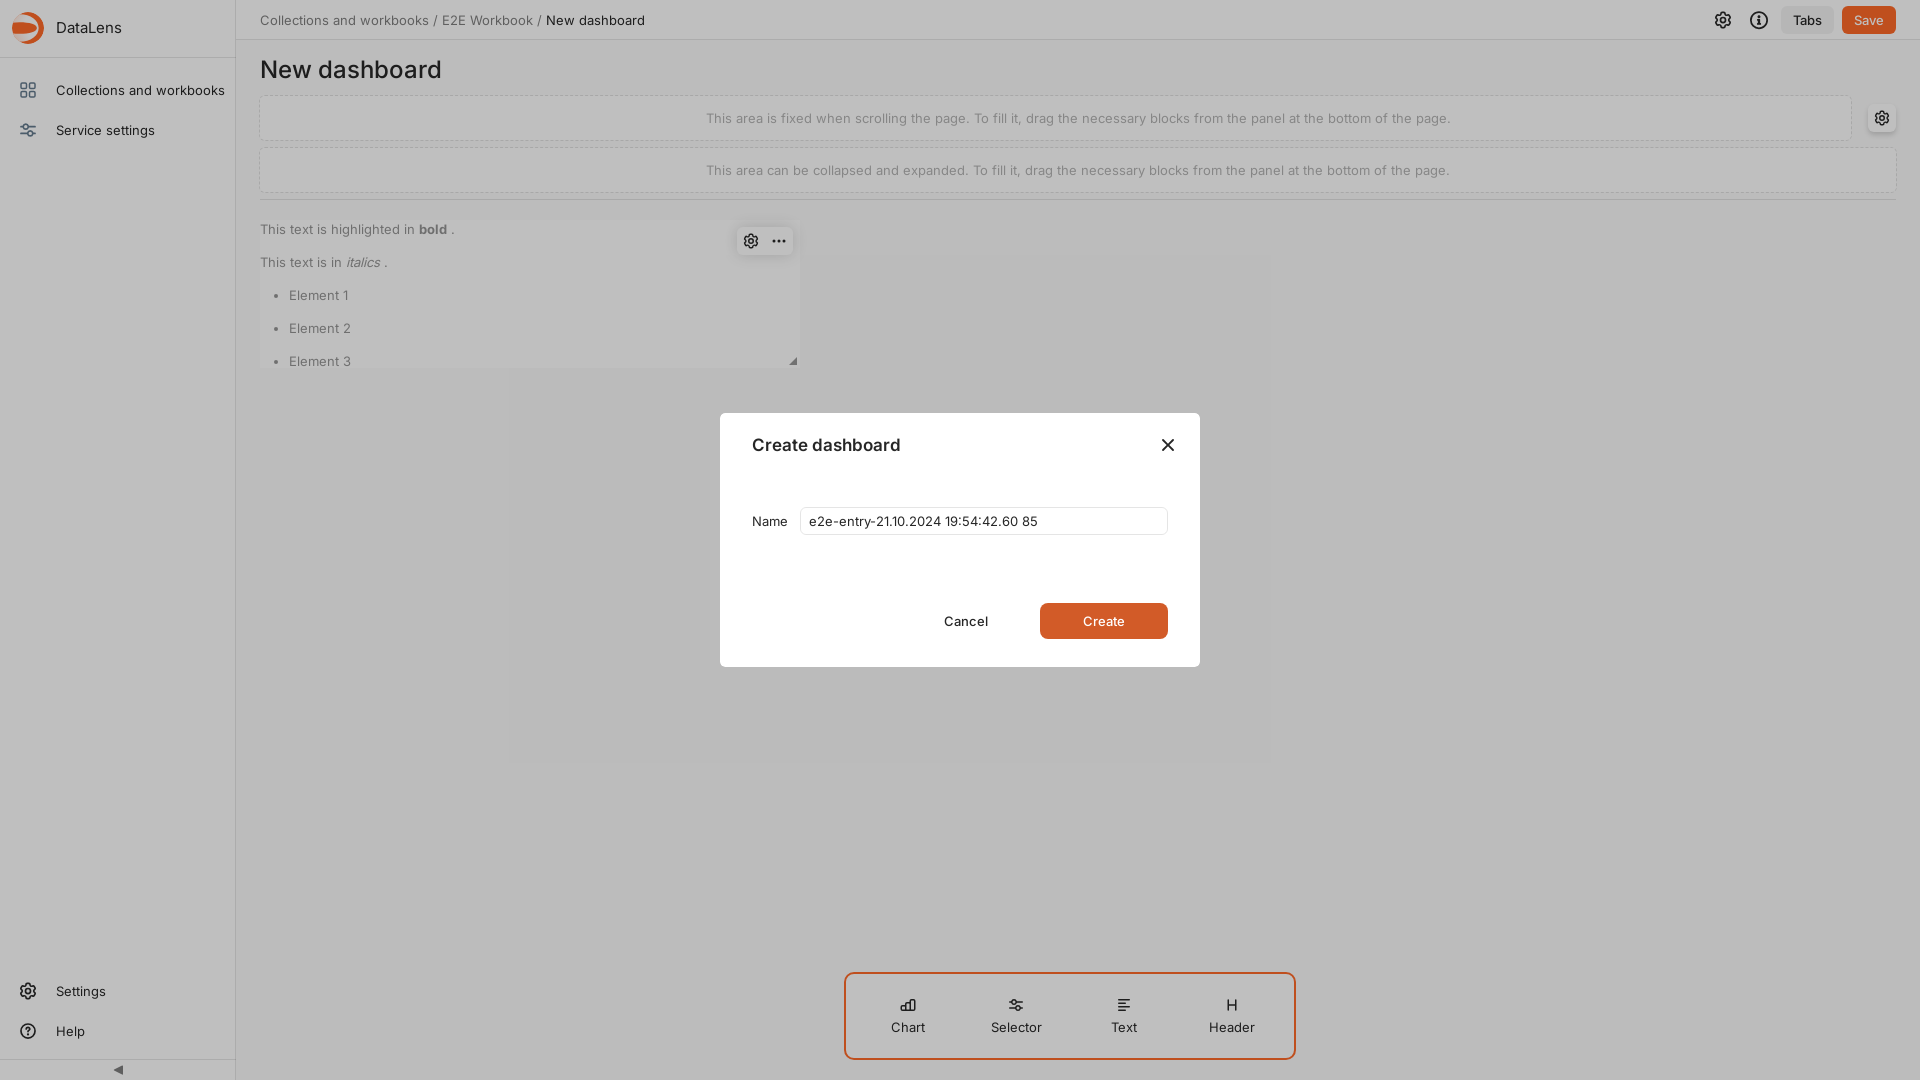 DataLens
Collections and workbooks / E2E Workbook / New dashboard
Tabs
Save
Collections and workbooks
Service settings
New dashboard
This area is fixed when scrolling the page. To fill it, drag the necessary blocks from the panel at the bottom of the page.
This area can be collapsed and expanded. To fill it, drag the necessary blocks from the panel at the bottom of the page.
This text is highlighted in bold .
This text is in italics .
Element 1
Element 2
Element 3
Create dashboard
Name
e2e-entry-21.10.2024 19:54:42.60 85
Cancel
Create
Chart
Selector
Text
Header
Settings
Help